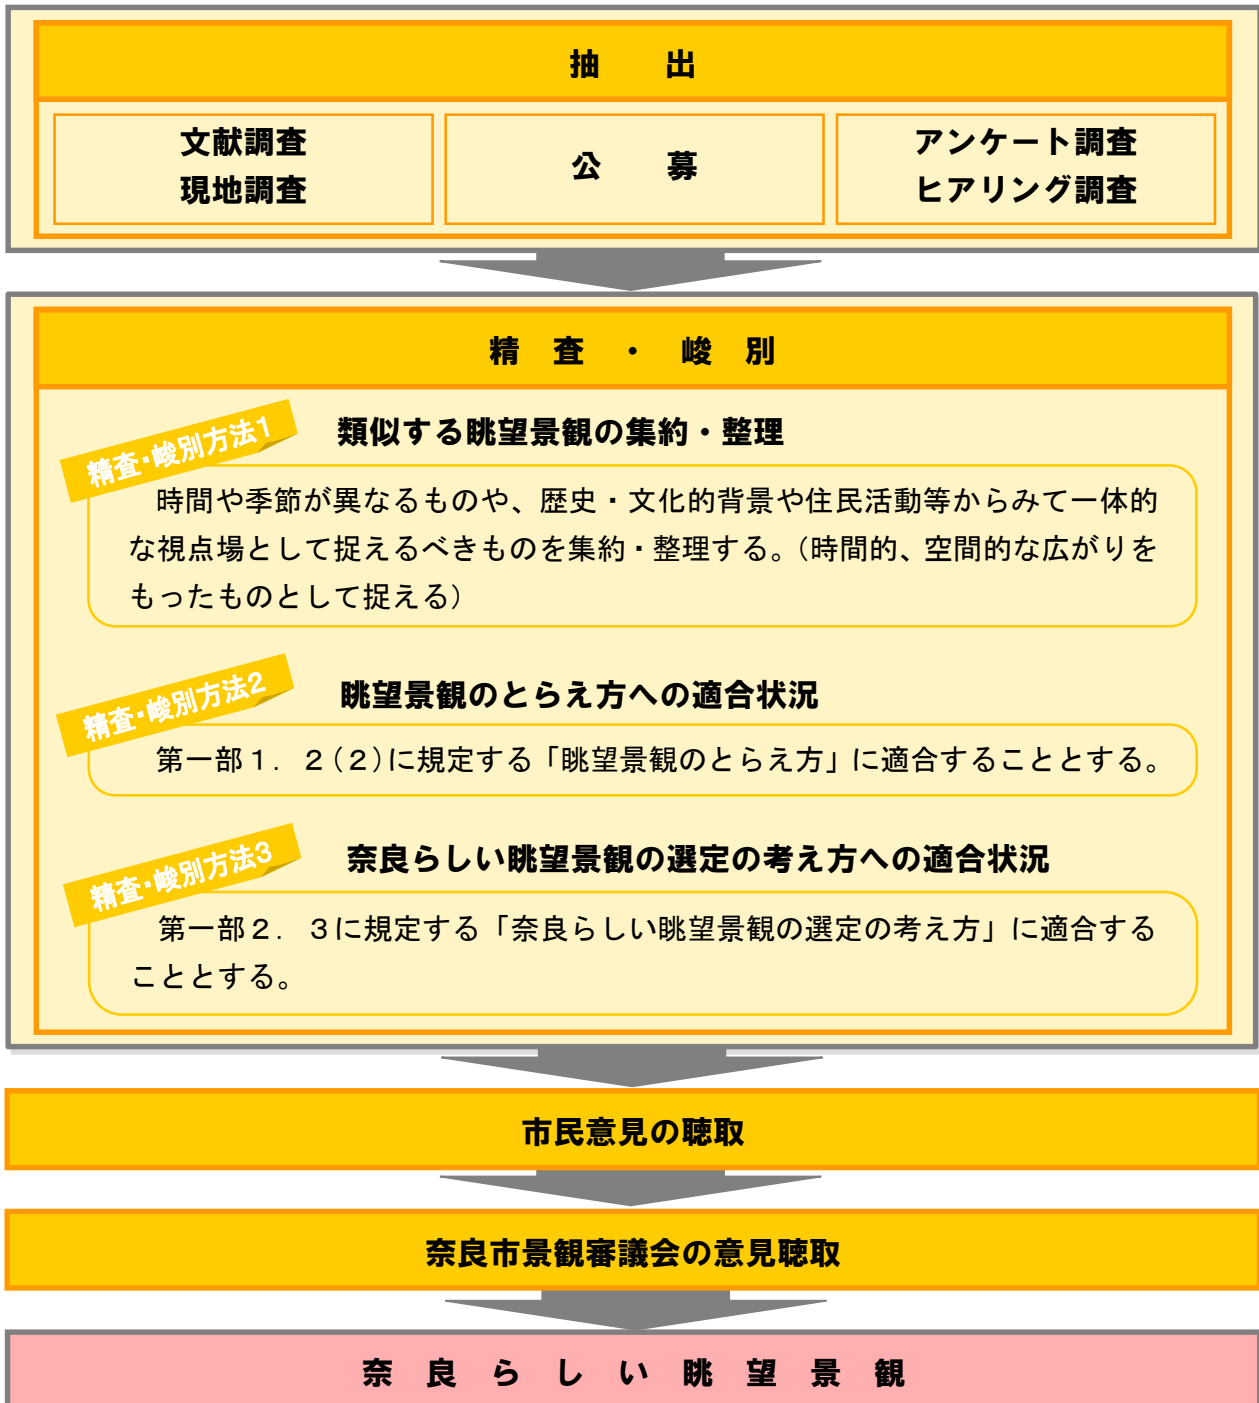 抽　出
文献調査
現地調査
公　募
アンケート調査
ヒアリング調査
精　査　・　峻　別
精査・峻別方法1
類似する眺望景観の集約・整理
時間や季節が異なるものや、歴史・文化的背景や住民活動等からみて一体的
な視点場として捉えるべきものを集約・整理する。（時間的、空間的な広がりを
もったものとして捉える）
精査・峻別方法2
眺望景観のとらえ方への適合状況
第一部１．２（２）に規定する「眺望景観のとらえ方」に適合することとする。
精査・峻別方法3
奈良らしい眺望景観の選定の考え方への適合状況
第一部２．３に規定する「奈良らしい眺望景観の選定の考え方」に適合する
こととする。
市民意見の聴取
奈良市景観審議会の意見聴取
奈　良　ら　し　い　眺　望　景　観